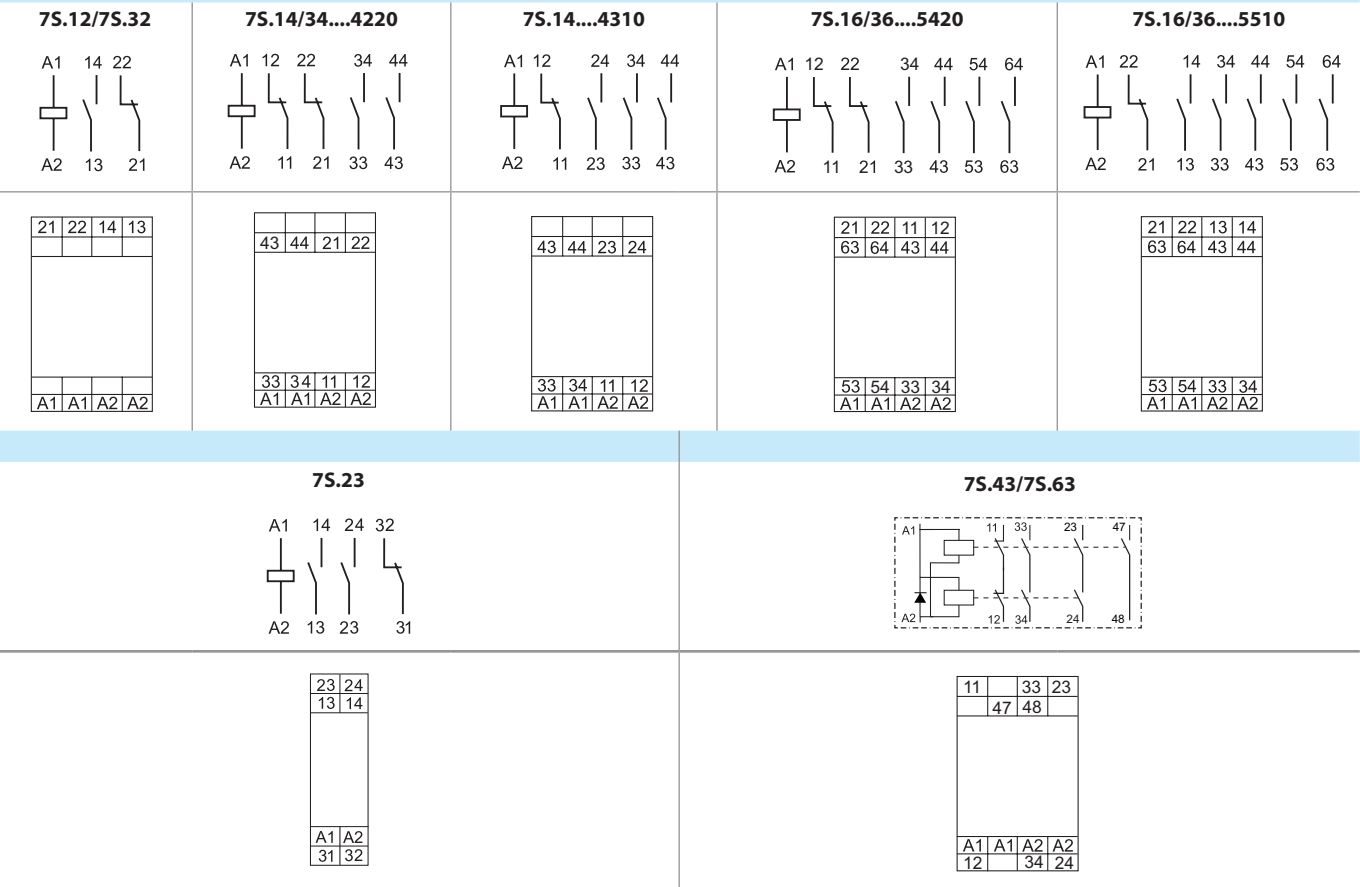 7S.12/7S.32
A1 14 22
A2 13 21
21 22 14 13
A1 A1 A2 A2
7S.14/34....4220
A1 12 22 34 44
A2 11 21 33 43
43 44 21 22
33 34 11 12
A1 A1 A2 A2
7S.14....4310
A1 12 24 34 44
A2 11 23 33 43
43 44 23 24
33 34 11 12
A1 A1 A2 A2
7S.16/36....5420
A1 12 22 34 44 54 64
A2 11 21 33 43 53 63
21 22 11 12
63 64 43 44
53 54 33 34
A1 A1 A2 A2
7S.16/36....5510
A1 22 14 34 44 54 64
A2 21 13 33 43 53 63
21 22 13 14
63 64 43 44
53 54 33 34
A1 A1 A2 A2
7S.23
A1 14 24 32
A2 13 23 31
23 24
13 14
A1 A2
31 32
7S.43/7S.63
A1 11 33 23 47
A2 12 34 24 48
11 33 23
47 48
A1 A1 A2 A2
12 34 24